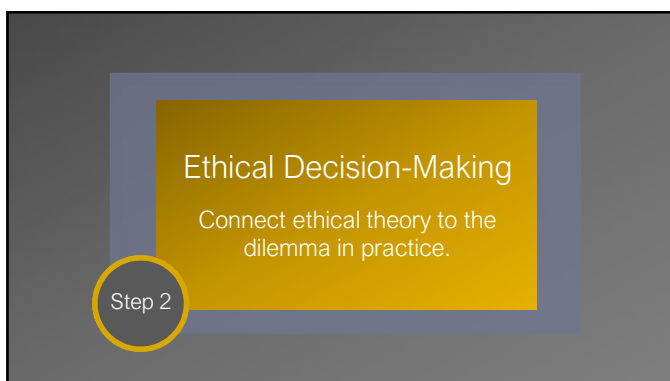 Ethical Decision-Making
Connect ethical theory to the
dilemma in practice.
Step 2